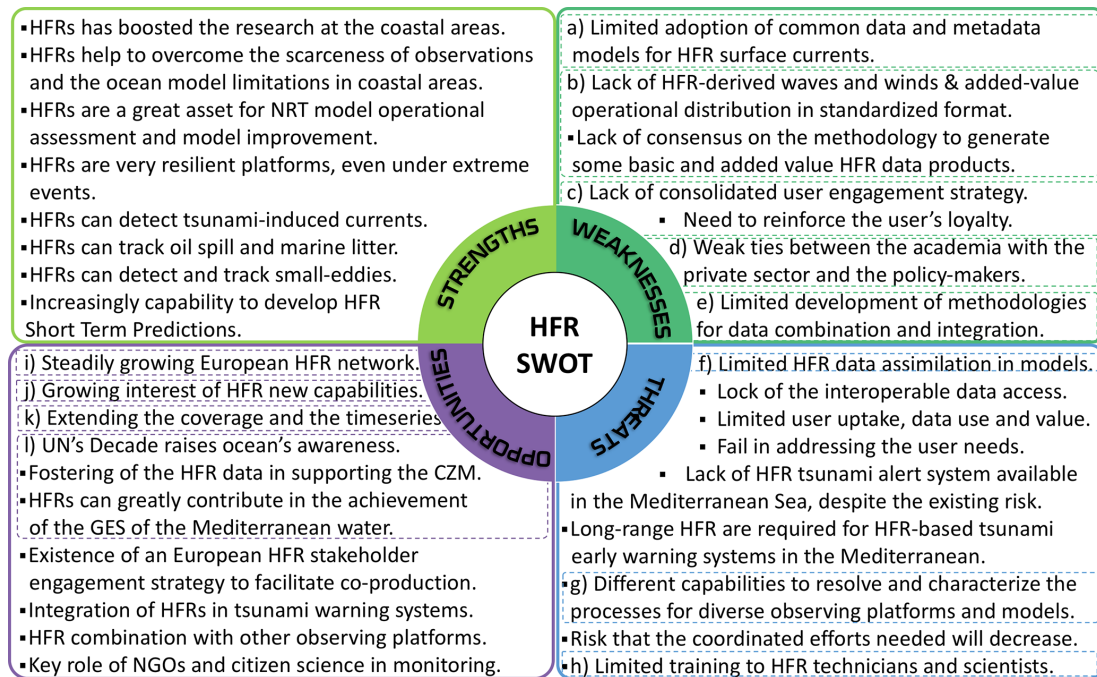 ▪HFRs has boosted the research at the coastal areas.
▪HFRs help to overcome the scarceness of observations
and the ocean model limitations in coastal areas.
▪HFRs are a great asset for NRT model operational
assessment and model improvement.
▪HFRs are very resilient platforms, even under extreme
events.
▪HFRs can detect tsunami-induced currents.
▪HFRs can track oil spill and marine litter.
▪HFRs can detect and track small-eddies.
▪Increasingly capability to develop HFR
Short Term Predictions.
a) Limited adoption of common data and metadata
models for HFR surface currents.
b) Lack of HFR-derived waves and winds & added-value
operational distribution in standardized format.
▪Lack of consensus on the methodology to generate
some basic and added value HFR data products.
c) Lack of consolidated user engagement strategy.
▪ Need to reinforce the user’s loyalty.
d) Weak ties between the academia with the
private sector and the policy-makers.
e) Limited development of methodologies
for data combination and integration.
STRENGTHS
WEAKNESSES
HFR
SWOT
OPPORTUNITIES
THREATS
i) Steadily growing European HFR network.
j) Growing interest of HFR new capabilities.
k) Extending the coverage and the timeseries
l) UN’s Decade raises ocean’s awareness.
▪Fostering of the HFR data in supporting the CZM.
▪HFRs can greatly contribute in the achievement
of the GES of the Mediterranean water.
▪Existence of an European HFR stakeholder
engagement strategy to facilitate co-production.
▪Integration of HFRs in tsunami warning systems.
▪HFR combination with other observing platforms.
▪Key role of NGOs and citizen science in monitoring.
f) Limited HFR data assimilation in models.
▪ Lock of the interoperable data access.
▪ Limited user uptake, data use and value.
▪ Fail in addressing the user needs.
▪ Lack of HFR tsunami alert system available
in the Mediterranean Sea, despite the existing risk.
▪Long-range HFR are required for HFR-based tsunami
early warning systems in the Mediterranean.
g) Different capabilities to resolve and characterize the
processes for diverse observing platforms and models.
▪Risk that the coordinated efforts needed will decrease.
▪h) Limited training to HFR technicians and scientists.